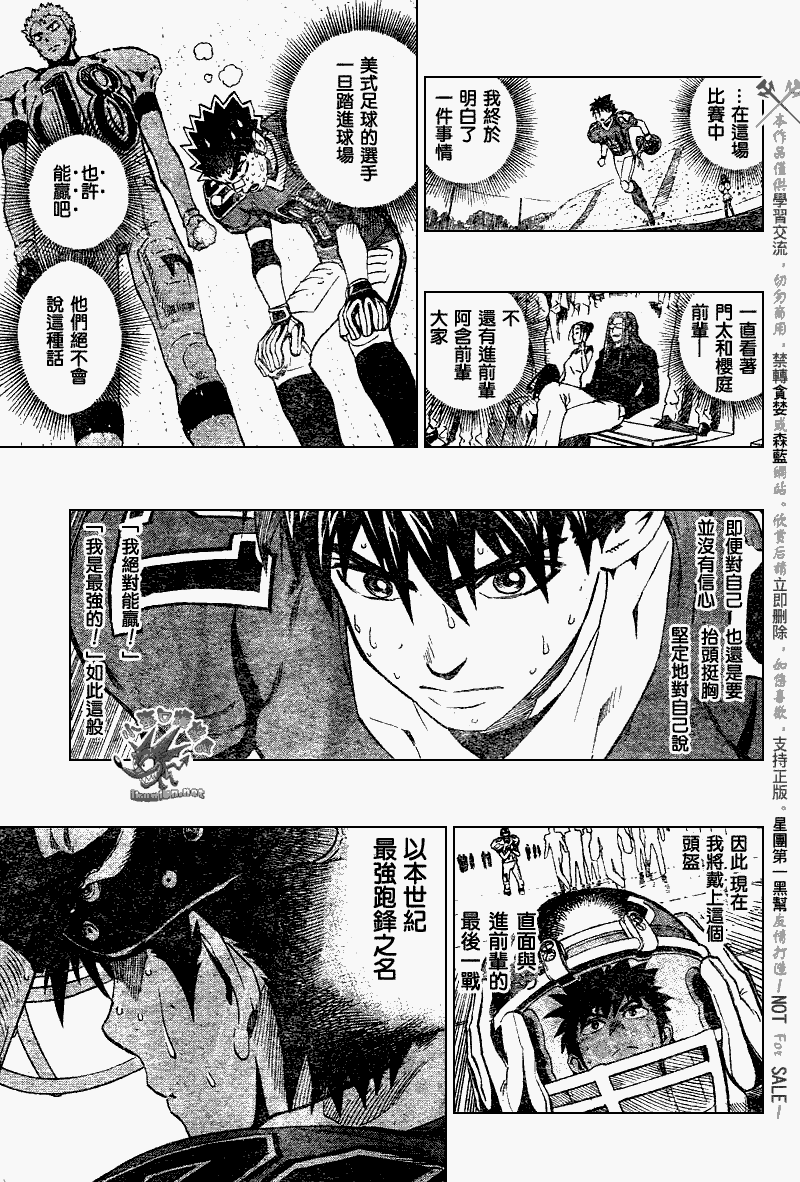 …在這場
比賽中
我終於
明白了
一件事情
一直看著
門太和櫻庭
前輩—
不
還有進前輩
阿含前輩
大家
美式足球的選手
一旦踏進球場
18
也許
能贏吧
他們絕不會
說這種話
即便對自己
並沒有信心
也還是要
抬頭挺胸
堅定地對自己說
「我絕對能贏！」
「我是最強的！」如此這般
因此 現在
我將戴上這個
頭盔
直面與
進前輩的
最後一戰
以本世紀
最強跑鋒之名
本作品僅供學習交流，勿勿商用，禁轉貪婪或森藍網站。欣賞后請立即刪除，如您喜歡，支持正版。星團第一黑幫友情打造—NOT For SALE—